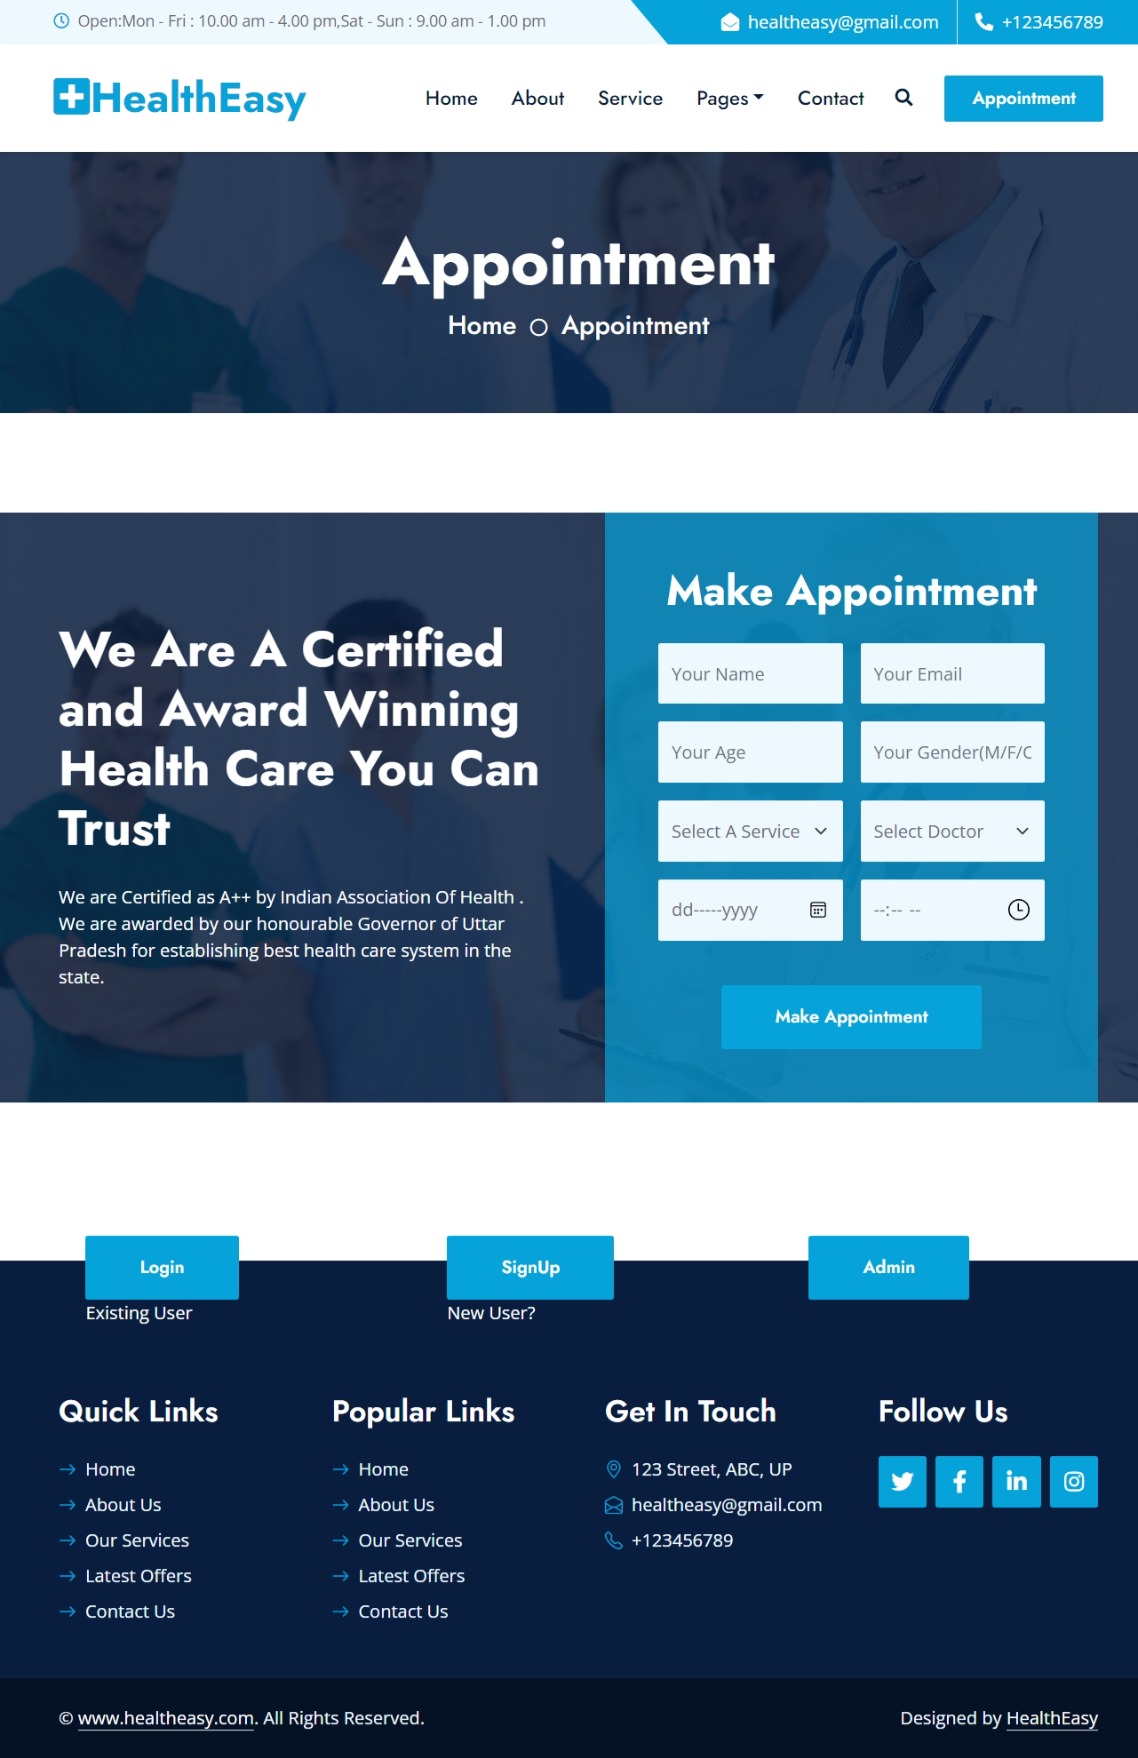 Open:Mon - Fri : 10.00 am - 4.00 pm,Sat - Sun : 9.00 am - 1.00 pm
healtheasy@gmail.com
+123456789
HealthEasy
Home
About
Service
Pages
Contact
Appointment
Appointment
Home
Appointment
We Are A Certified
and Award Winning
Health Care You Can
Trust
We are Certified as A++ by Indian Association Of Health .
We are awarded by our honourable Governor of Uttar
Pradesh for establishing best health care system in the
state.
Make Appointment
Your Name
Your Email
Your Age
Your Gender(M/F/O
Select A Service
Select Doctor
dd-----yyyy
--:-- --
Make Appointment
Login
Existing User
SignUp
New User?
Admin
Quick Links
Home
About Us
Our Services
Latest Offers
Contact Us
Popular Links
Home
About Us
Our Services
Latest Offers
Contact Us
Get In Touch
123 Street, ABC, UP
healtheasy@gmail.com
+123456789
Follow Us
© www.healtheasy.com. All Rights Reserved.
Designed by HealthEasy